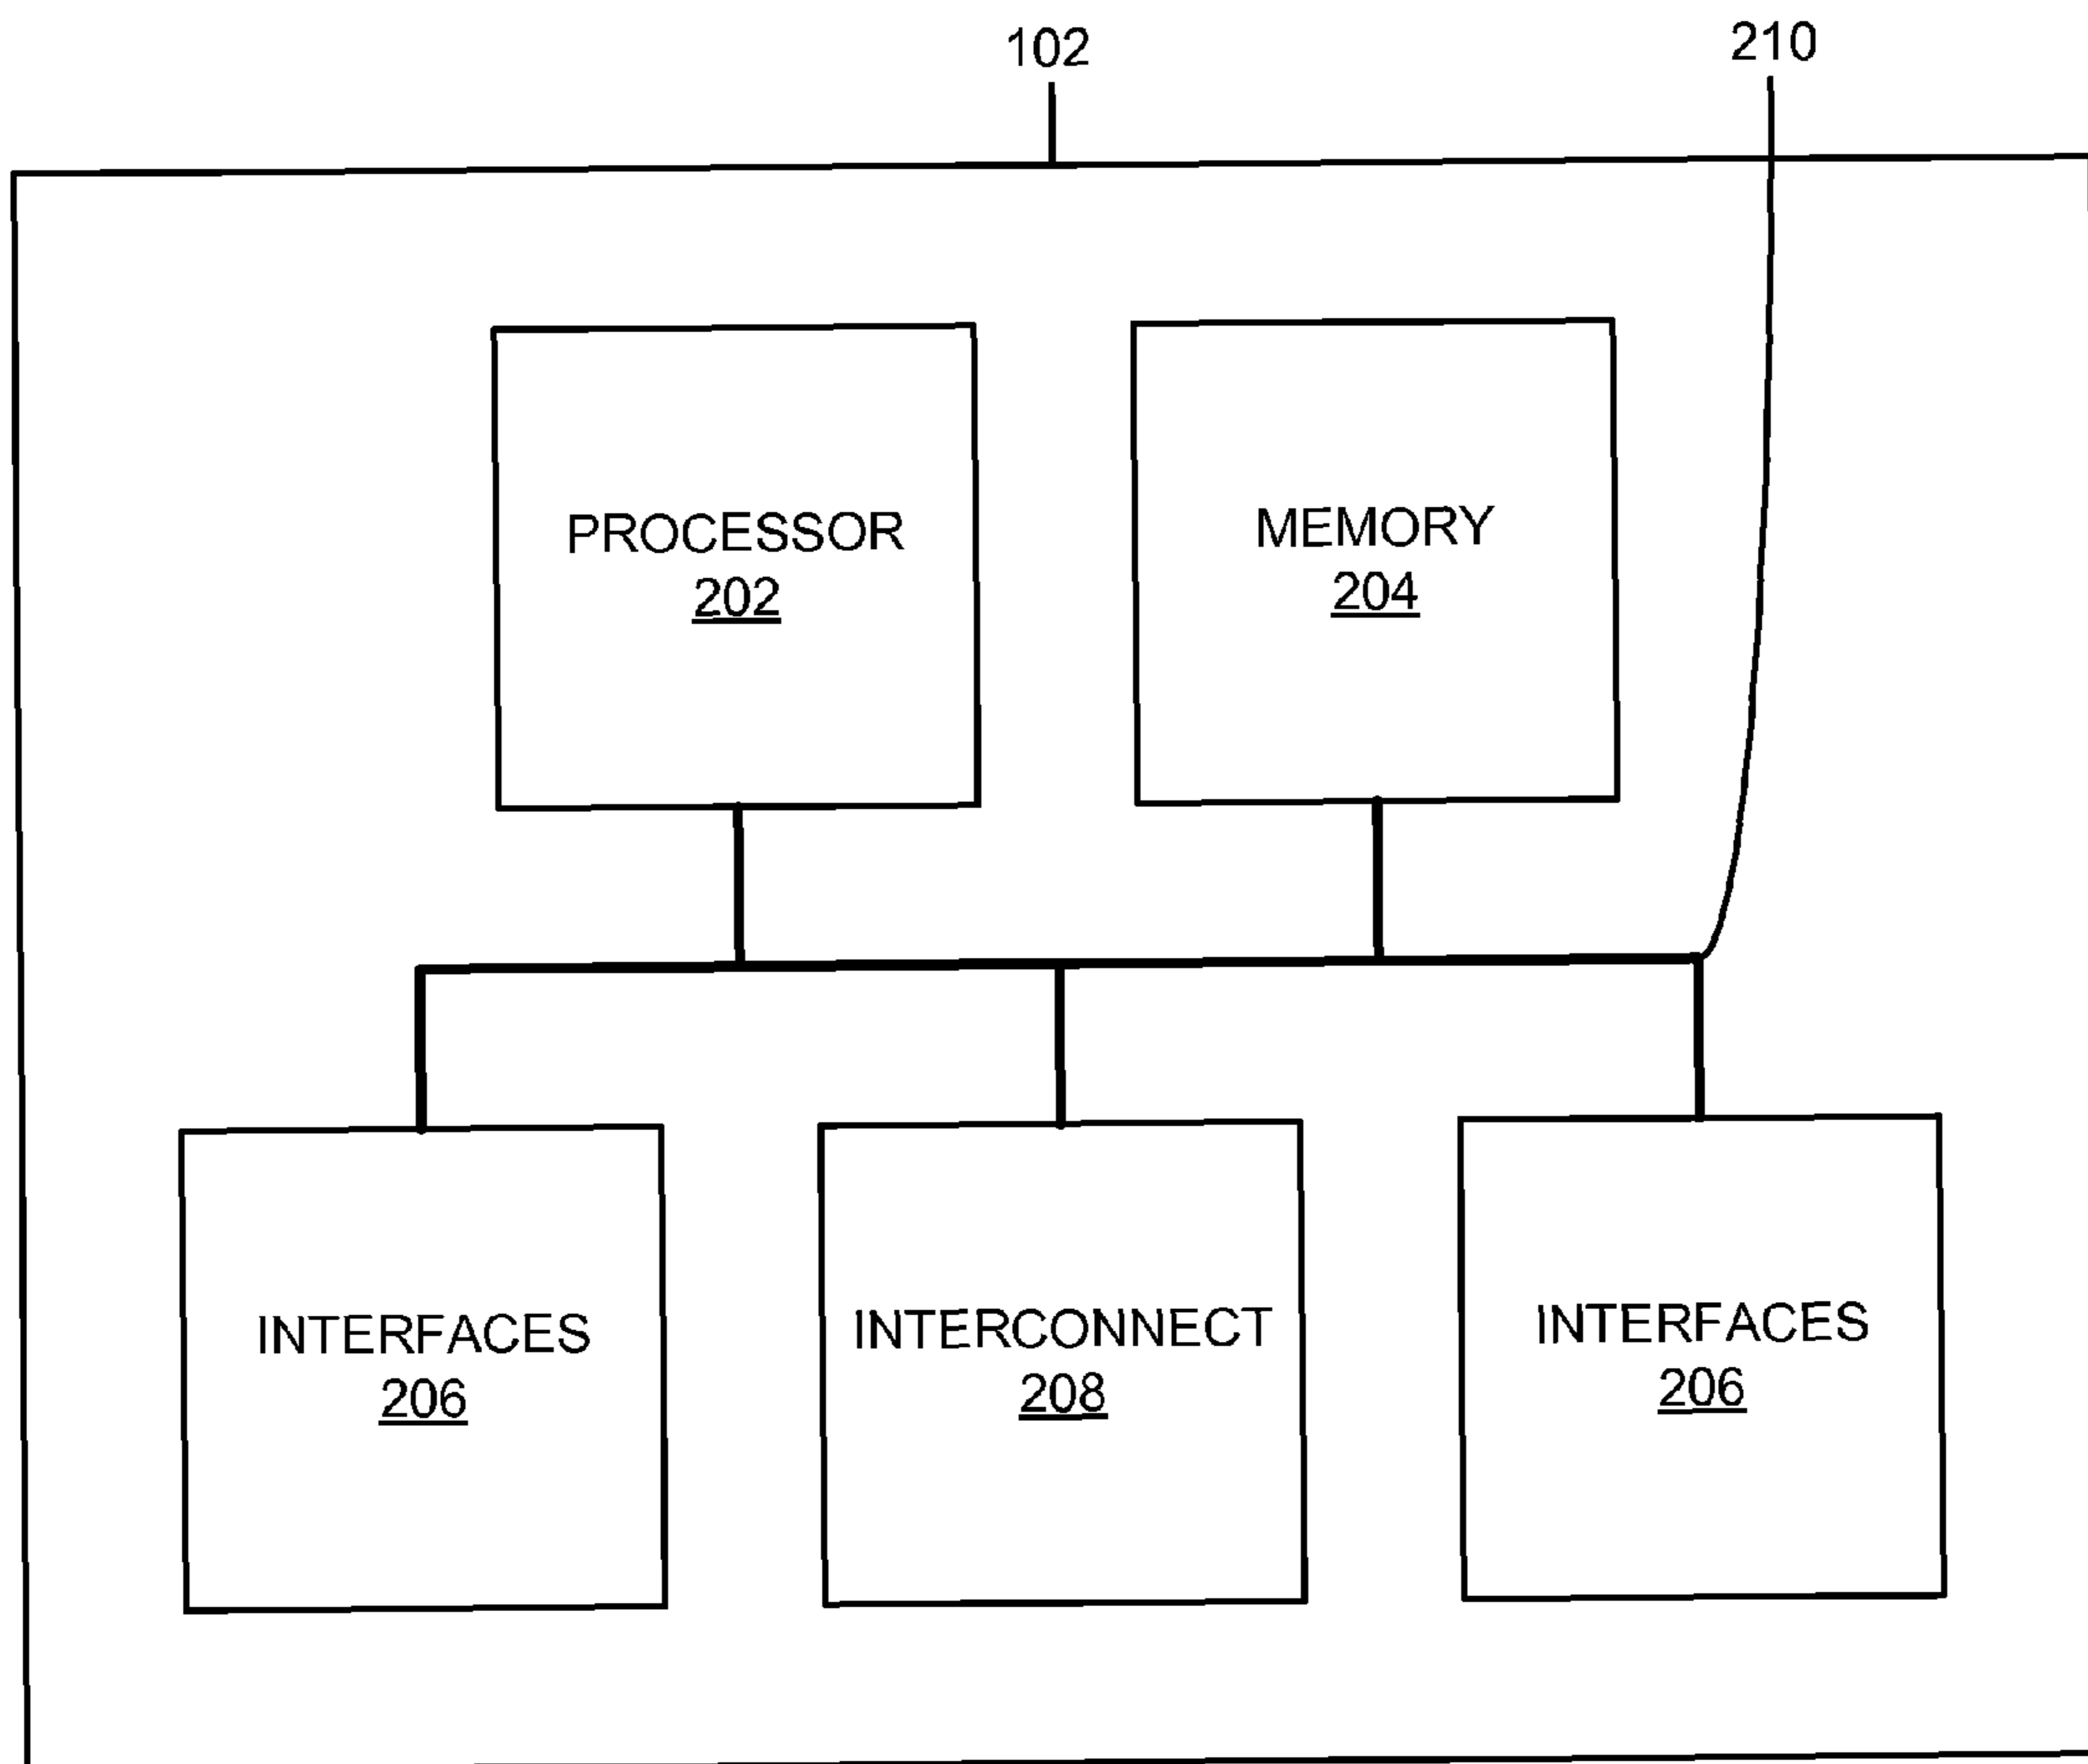 102
210
PROCESSOR
202
MEMORY
204
INTERFACES
206
INTERCONNECT
208
INTERFACES
206